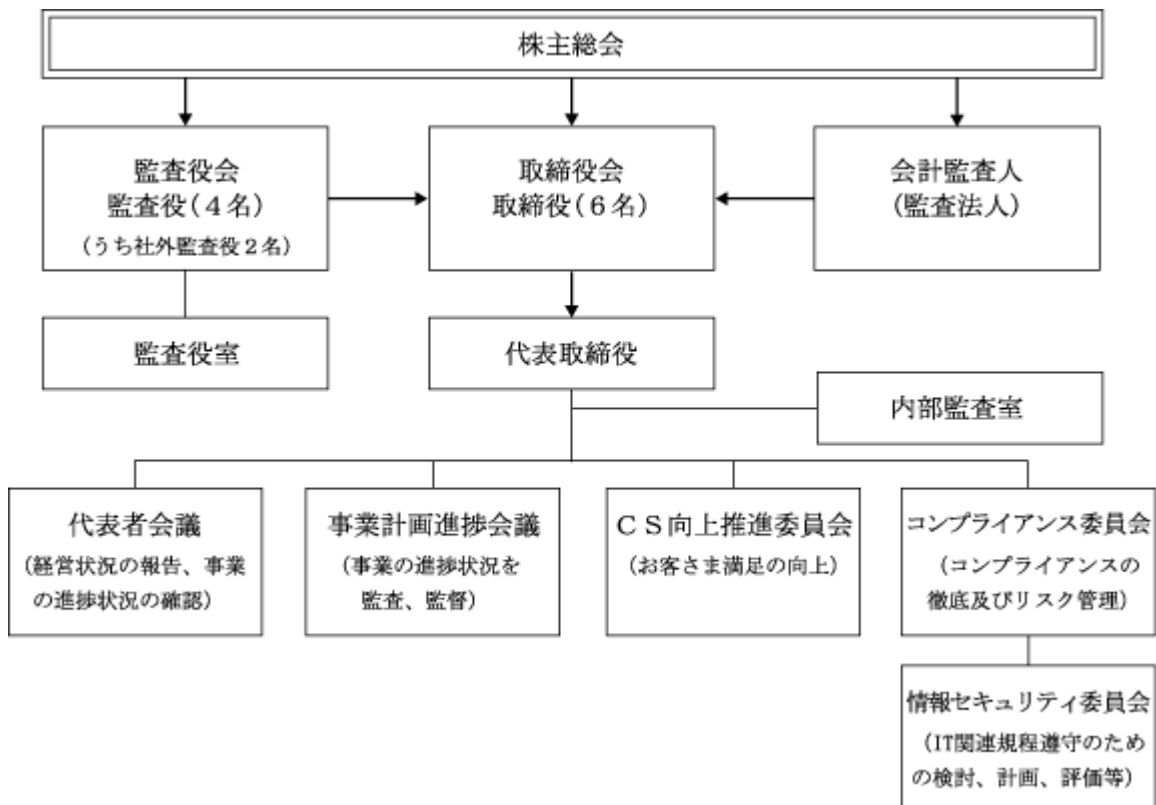 株主総会
監査役会
監査役(4名)
(うち社外監査役2名)
取締役会
取締役(6名)
会計監査人
(監査法人)
監査役室
代表取締役
内部監査室
代表者会議
(経営状況の報告、事業
の進捗状況の確認)
事業計画進捗会議
(事業の進捗状況を
監査、監督)
CS向上推進委員会
(お客さま満足の向上)
コンプライアンス委員会
(コンプライアンスの
徹底及びリスク管理)
情報セキュリティ委員会
(IT関連規程遵守のため
の検討、計画、評価等)